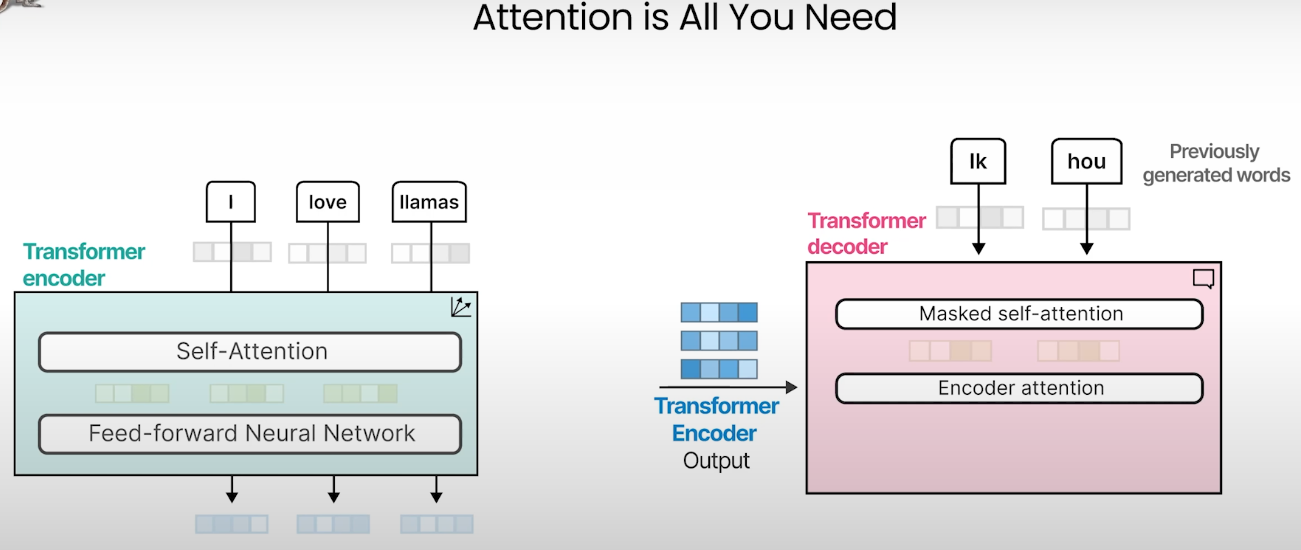 Attention is All You Need
I
love
llamas
Transformer
encoder
Self-Attention
Feed-forward Neural Network
Ik
hou
Previously
generated words
Transformer
decoder
Masked self-attention
Encoder attention
Transformer
Encoder
Output